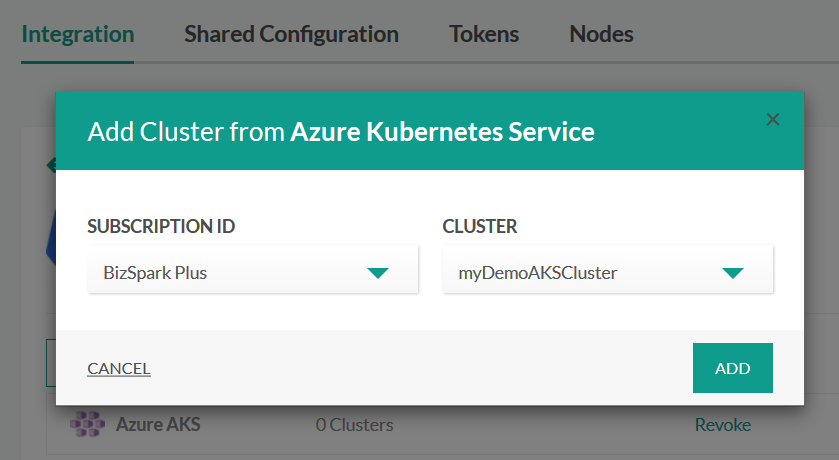 Integration Shared Configuration Tokens Nodes
Add Cluster from Azure Kubernetes Service ×
SUBSCRIPTION ID CLUSTER
BizSpark Plus myDemoAKSCluster
CANCEL ADD
Azure AKS 0 Clusters Revoke